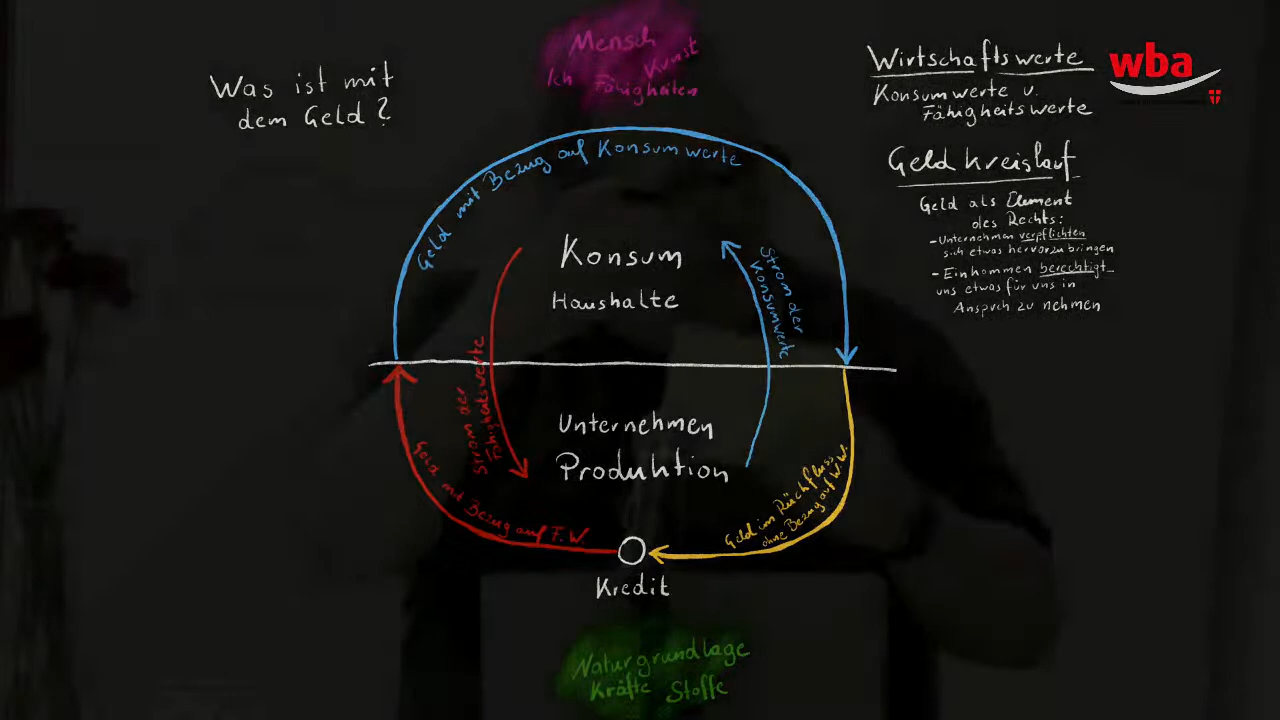 Was ist mit
dem Geld?
Mensch
Ich Kunst
Fähigkeiten
Wirtschaftswerte
Konsumwerte u.
Fähigheitswerte
wba
Geldkreislauf
Geld als Element
des Rechts:
- Unternehmen verpflichten
sich etwas hervorzubringen
- Einkommen berechtigt
uns etwas für uns in
Anspruch zu nehmen
Geld mit Bezug auf Konsumwerte
Konsum
Haushalte
Strom der
Konsumwerte
Strom der
Fähigkeitswerte
Unternehmen
Produktion
Geld mit Bezug auf F.W.
Geld im Rückfluss
ohne Bezug auf W.W.
Kredit
Naturgrundlage
Kräfte Stoffe